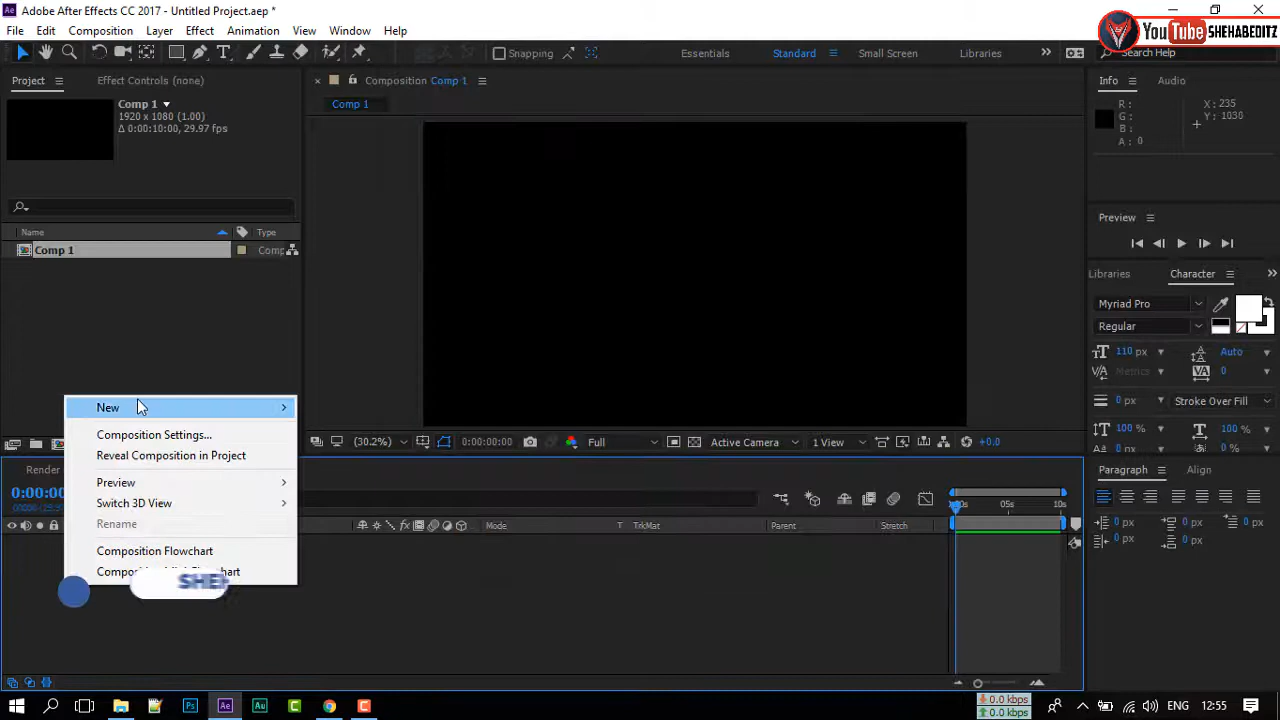 Ae Adobe After Effects CC 2017 - Untitled Project.aep *
File Edit Composition Layer Effect Animation View Window Help
YouTube SHEHABEDITZ
Snapping Essentials Standard Small Screen Libraries » Search Help
Project Effect Controls (none) Composition Comp 1 Info Audio
Comp 1
1920 x 1080 (1.00)
Δ 0:00:10:00, 29.97 fps
Comp 1
R :
G :
B :
A : 0
X : 235
Y : 1030
Preview
Name Type
Comp 1 Comp
Libraries Character »
Myriad Pro
Regular
110 px Auto
Metrics 0
0 px Stroke Over Fill
100 % 100 %
0 px 0 %
New
Composition Settings...
Reveal Composition in Project
Preview
Switch 3D View
Rename
Composition Flowchart
(30.2%) 0:00:00:00 Full Active Camera 1 View +0.0
Render
Paragraph Align
0 px 0 px 0 px
0 px 0 px
Mode T TrkMat Parent Stretch
05s 10s
SHE
Ps Ae Au C C
0.0 kbps
0.0 kbps
ENG 12:55